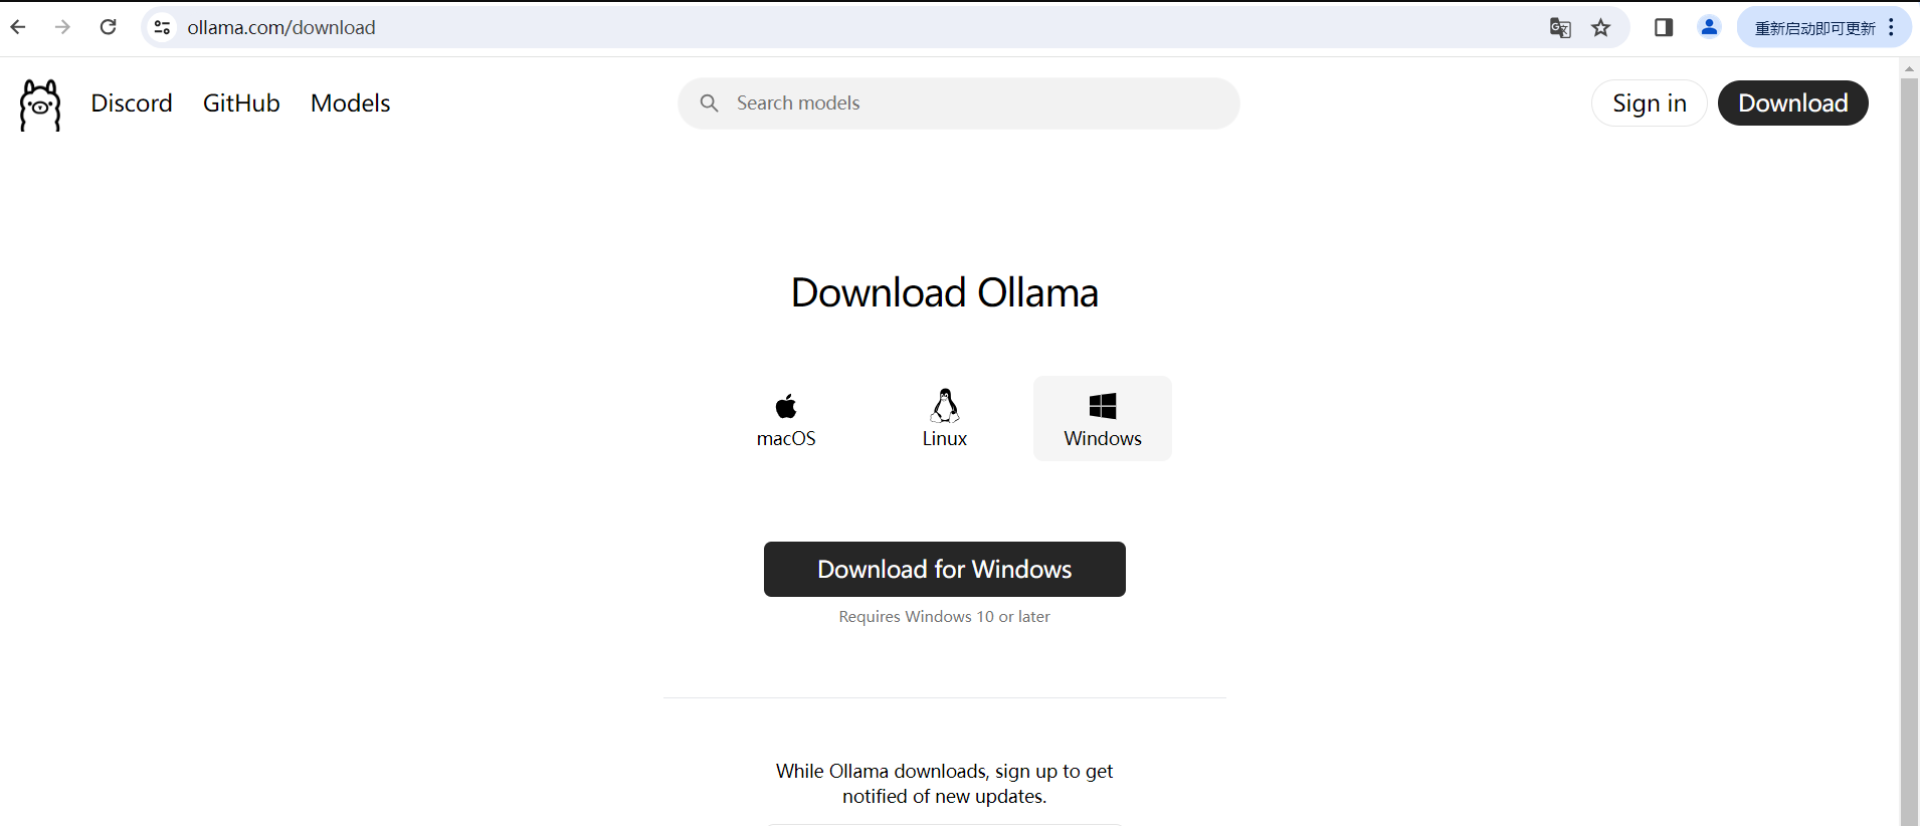 ollama.com/download
重新启动即可更新
Discord GitHub Models
Search models
Sign in Download
Download Ollama
macOS Linux Windows
Download for Windows
Requires Windows 10 or later
While Ollama downloads, sign up to get
notified of new updates.